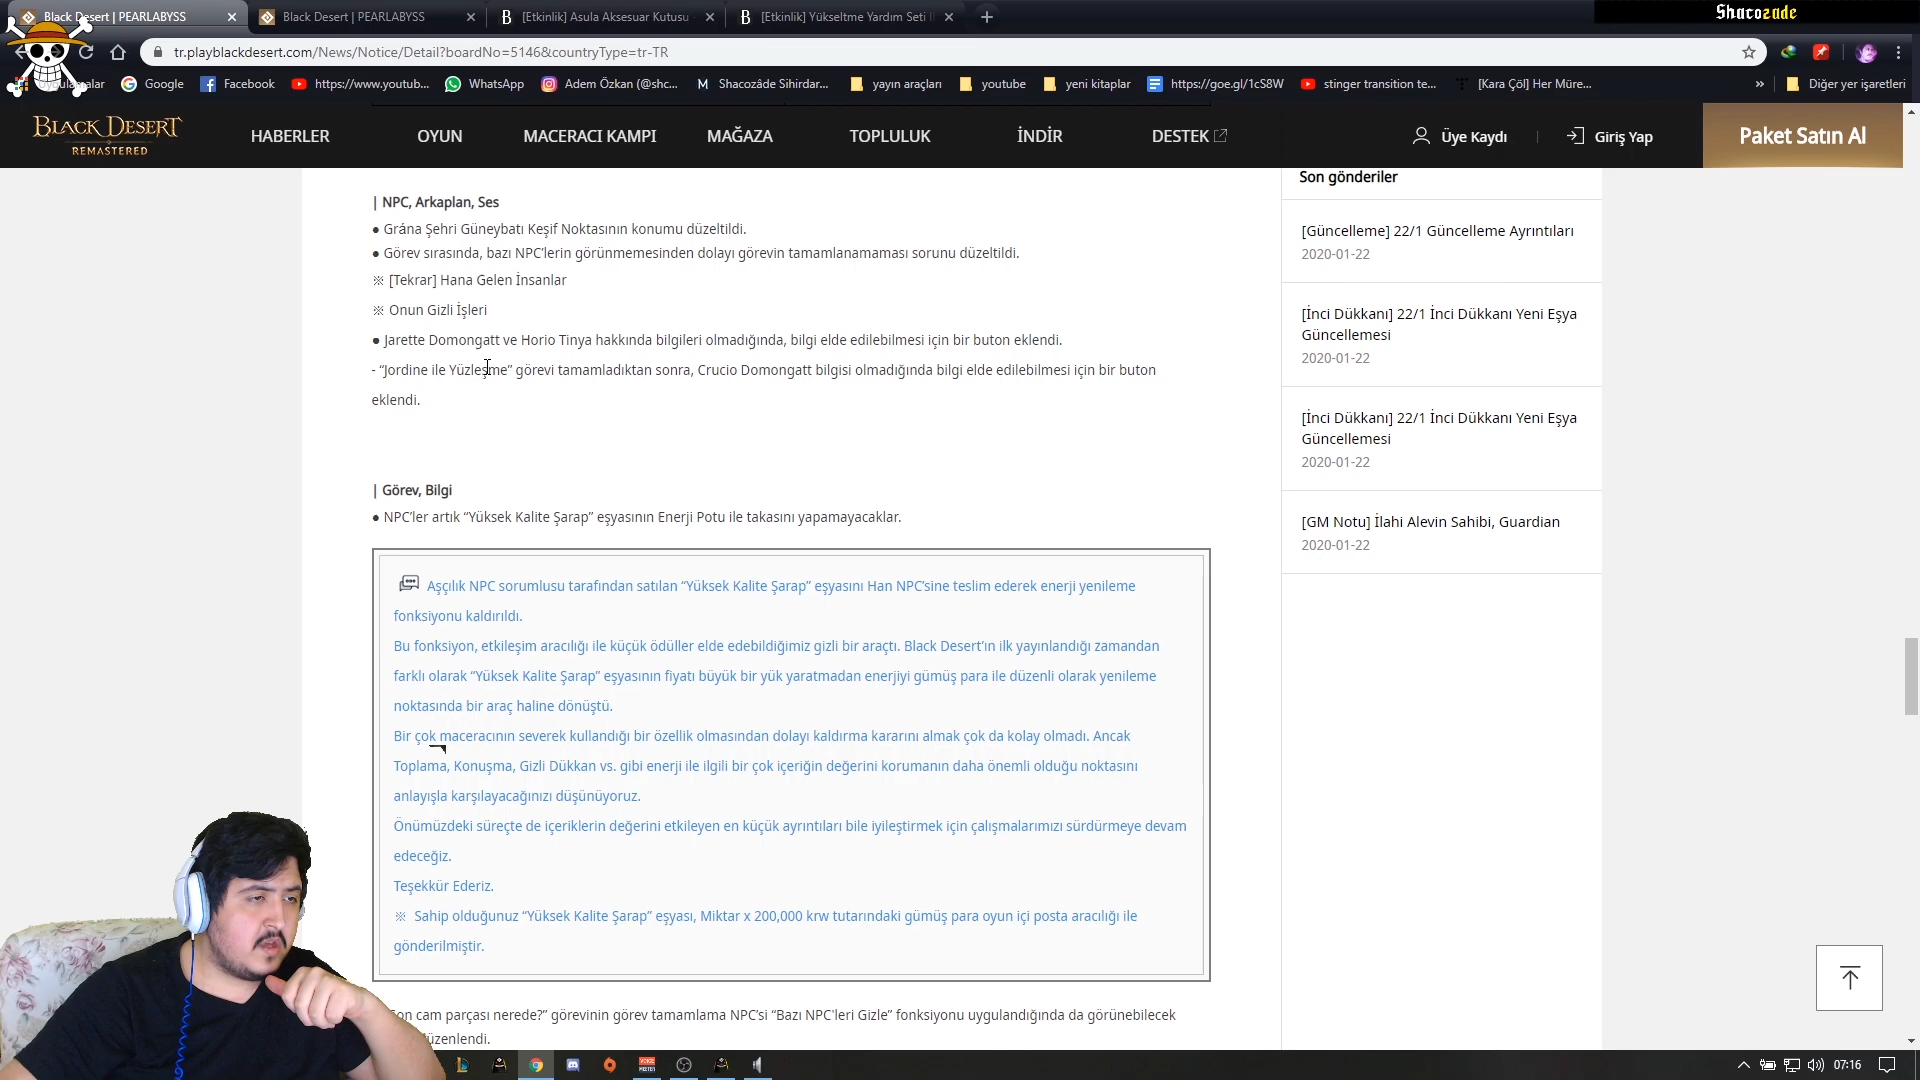 Shacozade
Black Desert | PEARLABYSS
Black Desert | PEARLABYSS
[Etkinlik] Asula Aksesuar Kutusu
[Etkinlik] Yükseltme Yardım Seti
tr.playblackdesert.com/News/Notice/Detail?boardNo=5146&countryType=tr-TR
Google
Facebook
https://www.youtub...
WhatsApp
Adem Özkan (@shc...
Shacozâde Sihirdar...
yayın araçları
youtube
yeni kitaplar
https://goe.gl/1cS8W
stinger transition te...
[Kara Çöl] Her Müre...
»
Diğer yer işaretleri
BLACK DESERT
REMASTERED
HABERLER
OYUN
MACERACI KAMPI
MAĞAZA
TOPLULUK
İNDİR
DESTEK
Üye Kaydı
Giriş Yap
Paket Satın Al
| NPC, Arkaplan, Ses
● Grána Şehri Güneybatı Keşif Noktasının konumu düzeltildi.
● Görev sırasında, bazı NPC'lerin görünmemesinden dolayı görevin tamamlanamaması sorunu düzeltildi.
※ [Tekrar] Hana Gelen İnsanlar
※ Onun Gizli İşleri
● Jarette Domongatt ve Horio Tinya hakkında bilgileri olmadığında, bilgi elde edilebilmesi için bir buton eklendi.
- “Jordine ile Yüzleşme” görevi tamamladıktan sonra, Crucio Domongatt bilgisi olmadığında bilgi elde edilebilmesi için bir buton
eklendi.
| Görev, Bilgi
● NPC'ler artık “Yüksek Kalite Şarap” eşyasının Enerji Potu ile takasını yapamayacaklar.
Aşçılık NPC sorumlusu tarafından satılan “Yüksek Kalite Şarap” eşyasını Han NPC'sine teslim ederek enerji yenileme
fonksiyonu kaldırıldı.
Bu fonksiyon, etkileşim aracılığı ile küçük ödüller elde edebildiğimiz gizli bir araçtı. Black Desert'ın ilk yayınlandığı zamandan
farklı olarak “Yüksek Kalite Şarap” eşyasının fiyatı büyük bir yük yaratmadan enerjiyi gümüş para ile düzenli olarak yenileme
noktasında bir araç haline dönüştü.
Bir çok maceracının severek kullandığı bir özellik olmasından dolayı kaldırma kararını almak çok da kolay olmadı. Ancak
Toplama, Konuşma, Gizli Dükkan vs. gibi enerji ile ilgili bir çok içeriğin değerini korumanın daha önemli olduğu noktasını
anlayışla karşılayacağınızı düşünüyoruz.
Önümüzdeki süreçte de içeriklerin değerini etkileyen en küçük ayrıntıları bile iyileştirmek için çalışmalarımızı sürdürmeye devam
edeceğiz.
Teşekkür Ederiz.
※ Sahip olduğunuz “Yüksek Kalite Şarap” eşyası, Miktar x 200,000 krw tutarındaki gümüş para oyun içi posta aracılığı ile
gönderilmiştir.
Son cam parçası nerede?” görevinin görev tamamlama NPC'si “Bazı NPC'leri Gizle” fonksiyonu uygulandığında da görünebilecek
Son gönderiler
[Güncelleme] 22/1 Güncelleme Ayrıntıları
2020-01-22
[İnci Dükkanı] 22/1 İnci Dükkanı Yeni Eşya
Güncellemesi
2020-01-22
[İnci Dükkanı] 22/1 İnci Dükkanı Yeni Eşya
Güncellemesi
2020-01-22
[GM Notu] İlahi Alevin Sahibi, Guardian
2020-01-22
07:16